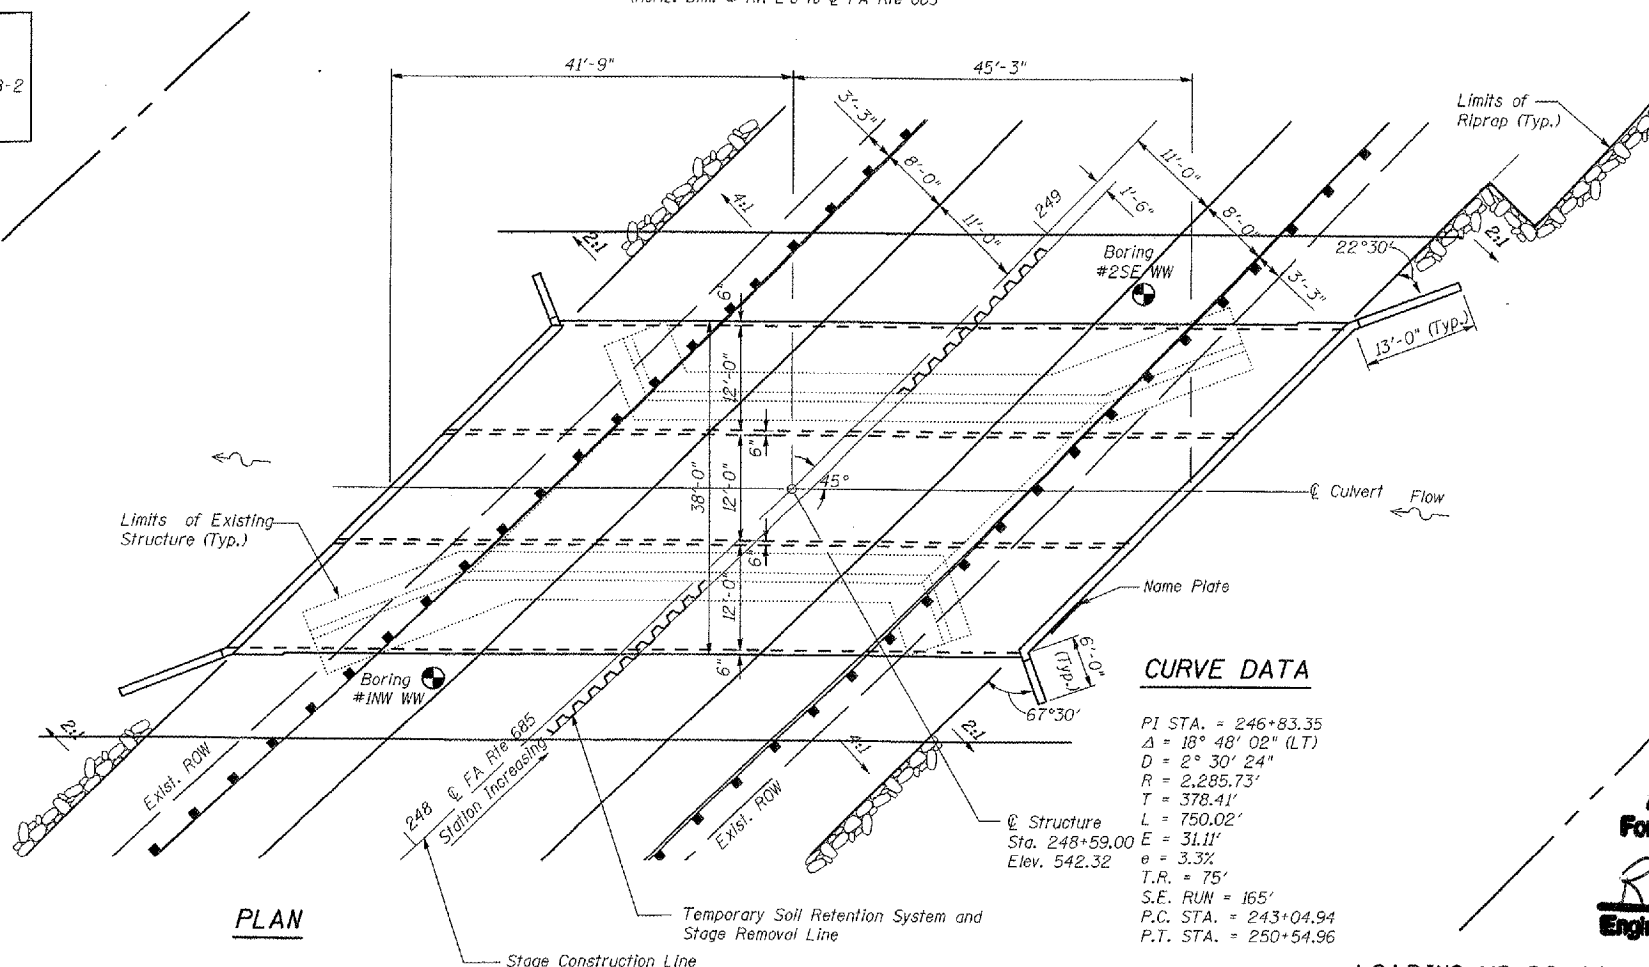 3-2
41'-9"
45'-3"
3'-3"
8'-0"
11'-0"
249
11'-0"
1'-6"
8'-0"
3'-3"
Limits of
Riprap (Typ.)
4:1
2:1
2:1
22°30'
Boring
#2SE WW
13'-0" (Typ.)
6"
12'-0"
6"
38'-0"
12'-0"
45°
6"
12'-0"
6"
℄ Culvert
Flow
Limits of Existing
Structure (Typ.)
Name Plate
6'-0"
(Typ.)
67°30'
Boring
#1NW WW
2:1
2:1
4:1
Exist. ROW
248
℄ FA Rte 685
Station Increasing
Exist. ROW
℄ Structure
Sta. 248+59.00
Elev. 542.32
CURVE DATA
PI STA. = 246+83.35
Δ = 18° 48' 02" (LT)
D = 2° 30' 24"
R = 2,285.73'
T = 378.41'
L = 750.02'
E = 31.11'
e = 3.3%
T.R. = 75'
S.E. RUN = 165'
P.C. STA. = 243+04.94
P.T. STA. = 250+54.96
PLAN
Temporary Soil Retention System and
Stage Removal Line
Stage Construction Line